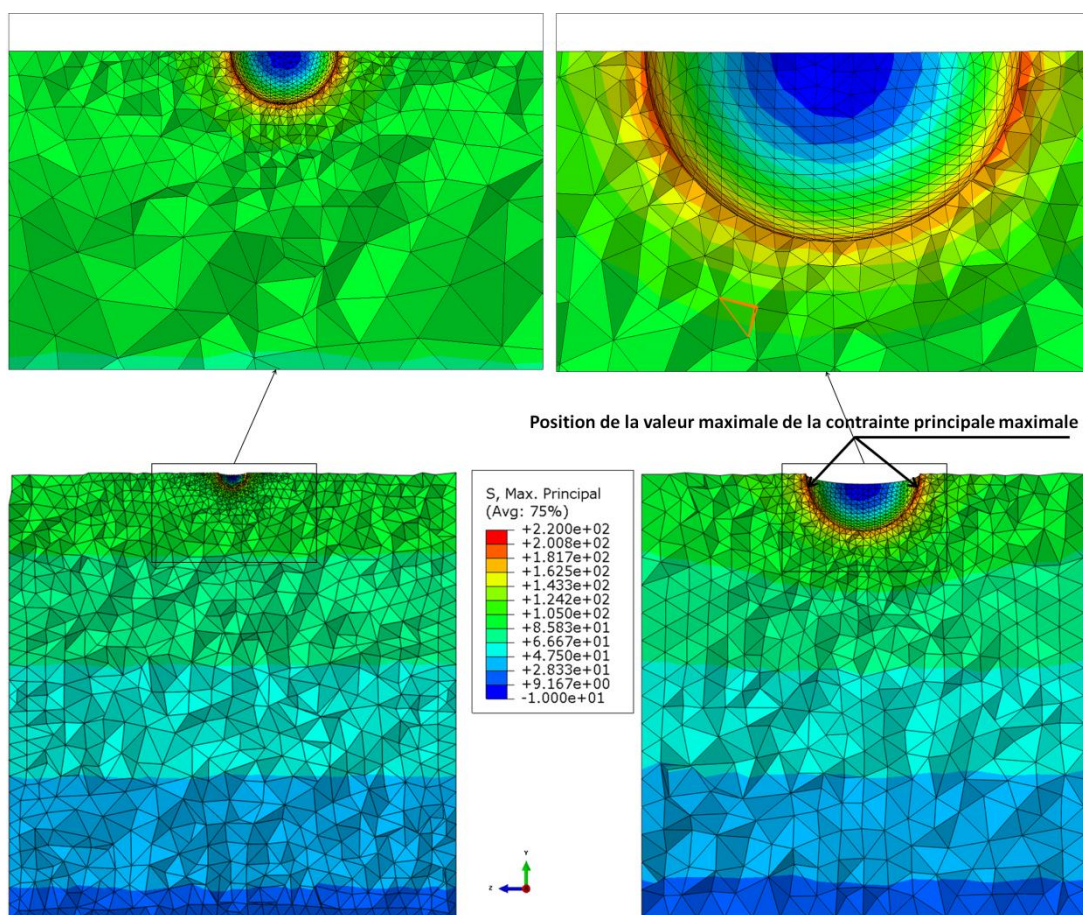 Position de la valeur maximale de la contrainte principale maximale
S, Max. Principal
(Avg: 75%)
+2.200e+02
+2.008e+02
+1.817e+02
+1.625e+02
+1.433e+02
+1.242e+02
+1.050e+02
+8.583e+01
+6.667e+01
+4.750e+01
+2.833e+01
+9.167e+00
-1.000e+01
Y
Z